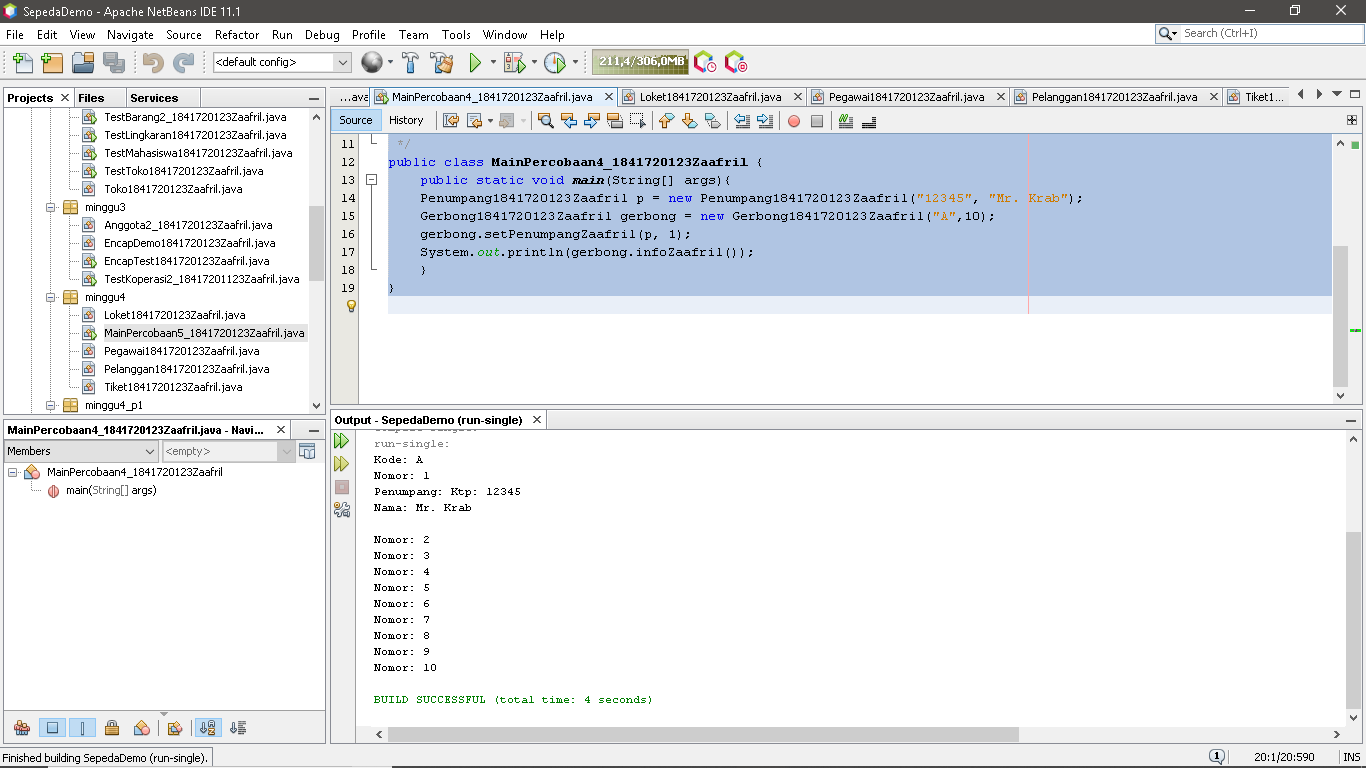 SepedaDemo - Apache NetBeans IDE 11.1
File Edit View Navigate Source Refactor Run Debug Profile Team Tools Window Help
Search (Ctrl+I)
<default config>
211,4/306,0MB
Projects Files Services
TestBarang2_1841720123Zaafril.java
TestLingkaran1841720123Zaafril.java
TestMahasiswa1841720123Zaafril.java
TestToko1841720123Zaafril.java
Toko1841720123Zaafril.java
minggu3
Anggota2_1841720123Zaafril.java
EncapDemo1841720123Zaafril.java
EncapTest1841720123Zaafril.java
TestKoperasi2_18417201123Zaafril.java
minggu4
Loket1841720123Zaafril.java
MainPercobaan5_1841720123Zaafril.java
Pegawai1841720123Zaafril.java
Pelanggan1841720123Zaafril.java
Tiket1841720123Zaafril.java
minggu4_p1
MainPercobaan4_1841720123Zaafril.java - Navi...
Members
<empty>
MainPercobaan4_1841720123Zaafril
main(String[] args)
...ava MainPercobaan4_1841720123Zaafril.java Loket1841720123Zaafril.java Pegawai1841720123Zaafril.java Pelanggan1841720123Zaafril.java Tiket1...
Source History
11 */
12 public class MainPercobaan4_1841720123Zaafril {
13 public static void main(String[] args){
14 Penumpang1841720123Zaafril p = new Penumpang1841720123Zaafril("12345", "Mr. Krab");
15 Gerbong1841720123Zaafril gerbong = new Gerbong1841720123Zaafril("A",10);
16 gerbong.setPenumpangZaafril(p, 1);
17 System.out.println(gerbong.infoZaafril());
18 }
19 }
Output - SepedaDemo (run-single)
run-single:
Kode: A
Nomor: 1
Penumpang: Ktp: 12345
Nama: Mr. Krab
Nomor: 2
Nomor: 3
Nomor: 4
Nomor: 5
Nomor: 6
Nomor: 7
Nomor: 8
Nomor: 9
Nomor: 10
BUILD SUCCESSFUL (total time: 4 seconds)
Finished building SepedaDemo (run-single).
1
20:1/20:590
INS